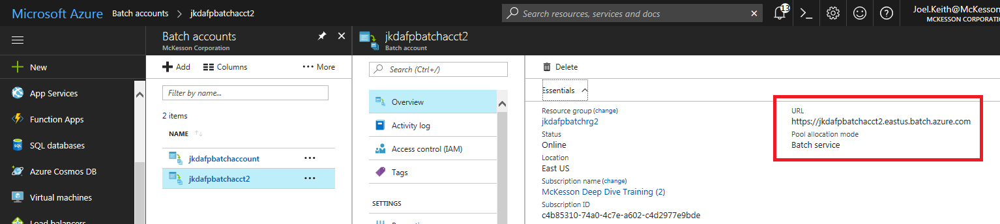 Microsoft Azure Batch accounts > jkdafpbatchacct2
Search resources, services and docs
13
Joel.Keith@McKesson
MCKESSON CORPORATIO
New
App Services
Function Apps
SQL databases
Azure Cosmos DB
Virtual machines
Load balancers
Batch accounts
McKesson Corporation
Add Columns More
Filter by name...
2 items
NAME
jkdafpbatchaccount
jkdafpbatchacct2
jkdafpbatchacct2
Batch account
Search (Ctrl+/)
Overview
Activity log
Access control (IAM)
Tags
SETTINGS
Delete
Essentials
Resource group (change)
jkdafpbatchrg2
Status
Online
Location
East US
Subscription name (change)
McKesson Deep Dive Training (2)
Subscription ID
c4b85310-74a0-4c7e-a602-c4d2977e9bde
URL
https://jkdafpbatchacct2.eastus.batch.azure.com
Pool allocation mode
Batch service